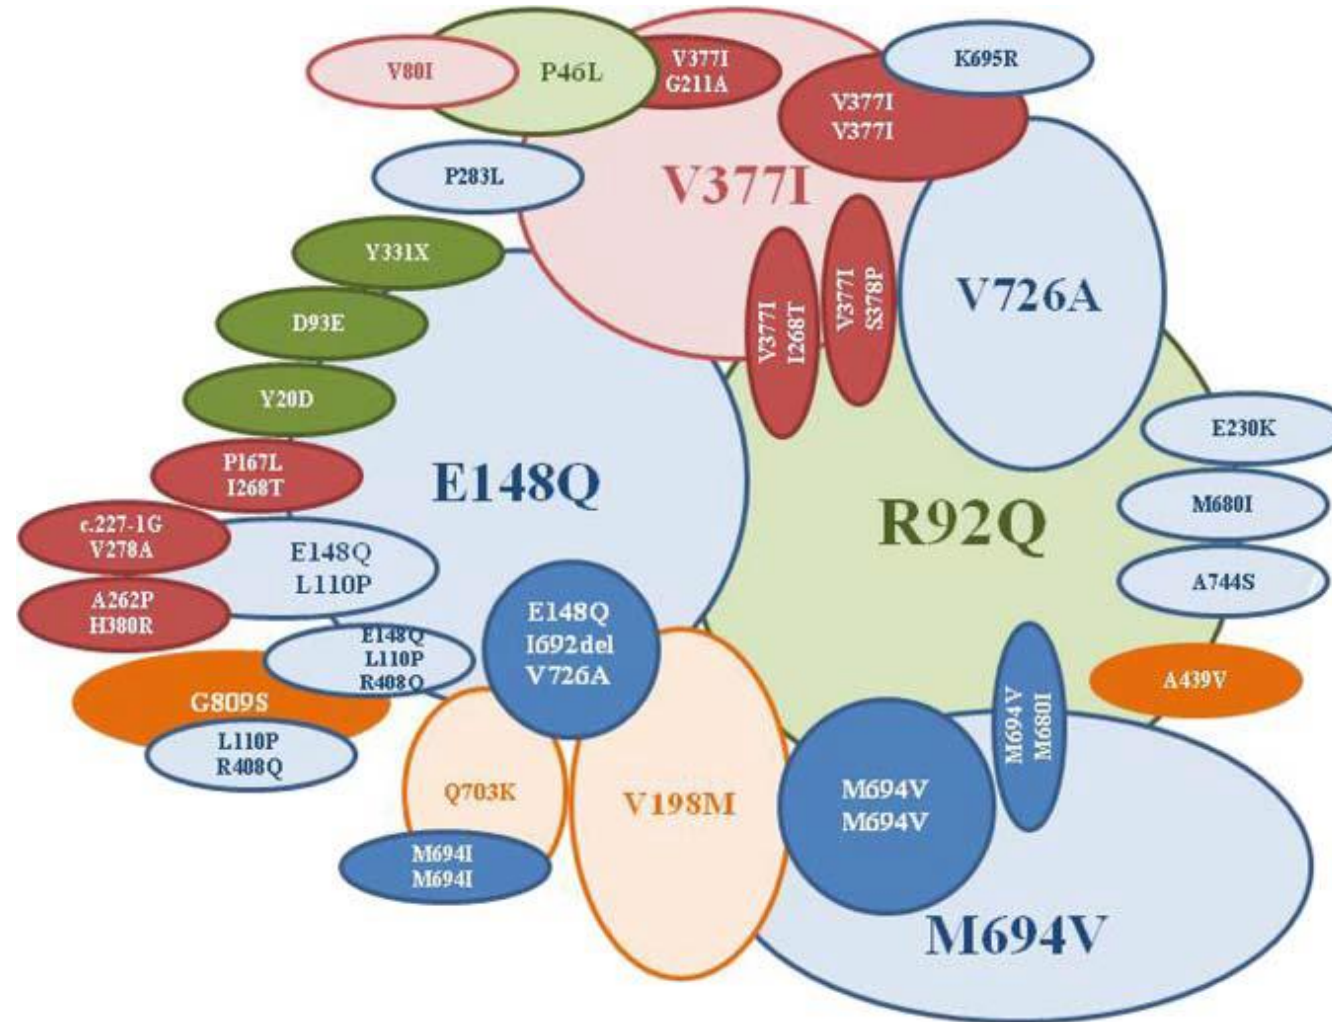 V80I
P46L
V377I
G211A
K695R
V377I
V377I
P283L
V377I
Y331X
V377I
I268T
V377I
S378P
V726A
D93E
Y20D
E230K
P167L
I268T
E148Q
M680I
R92Q
c.227-1G
V278A
E148Q
L110P
A744S
A262P
H380R
E148Q
I692del
V726A
E148Q
L110P
R408Q
A439V
G809S
M694V
M680I
L110P
R408Q
Q703K
V198M
M694V
M694V
M694I
M694I
M694V